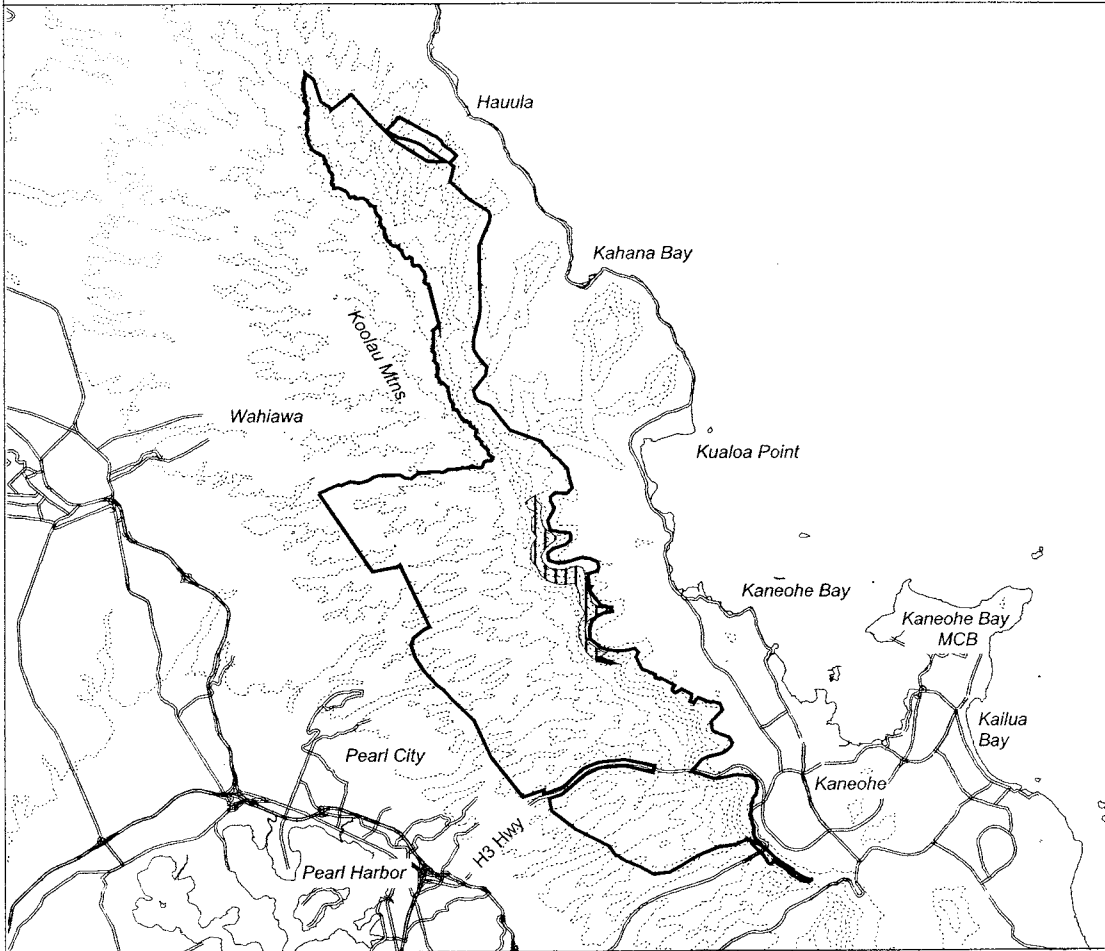 Hauula
Kahana Bay
Koolau Mtns.
Wahiawa
Kualoa Point
Kaneohe Bay
Kaneohe Bay
MCB
Kailua
Bay
Pearl City
Kaneohe
H3 Hwy
Pearl Harbor